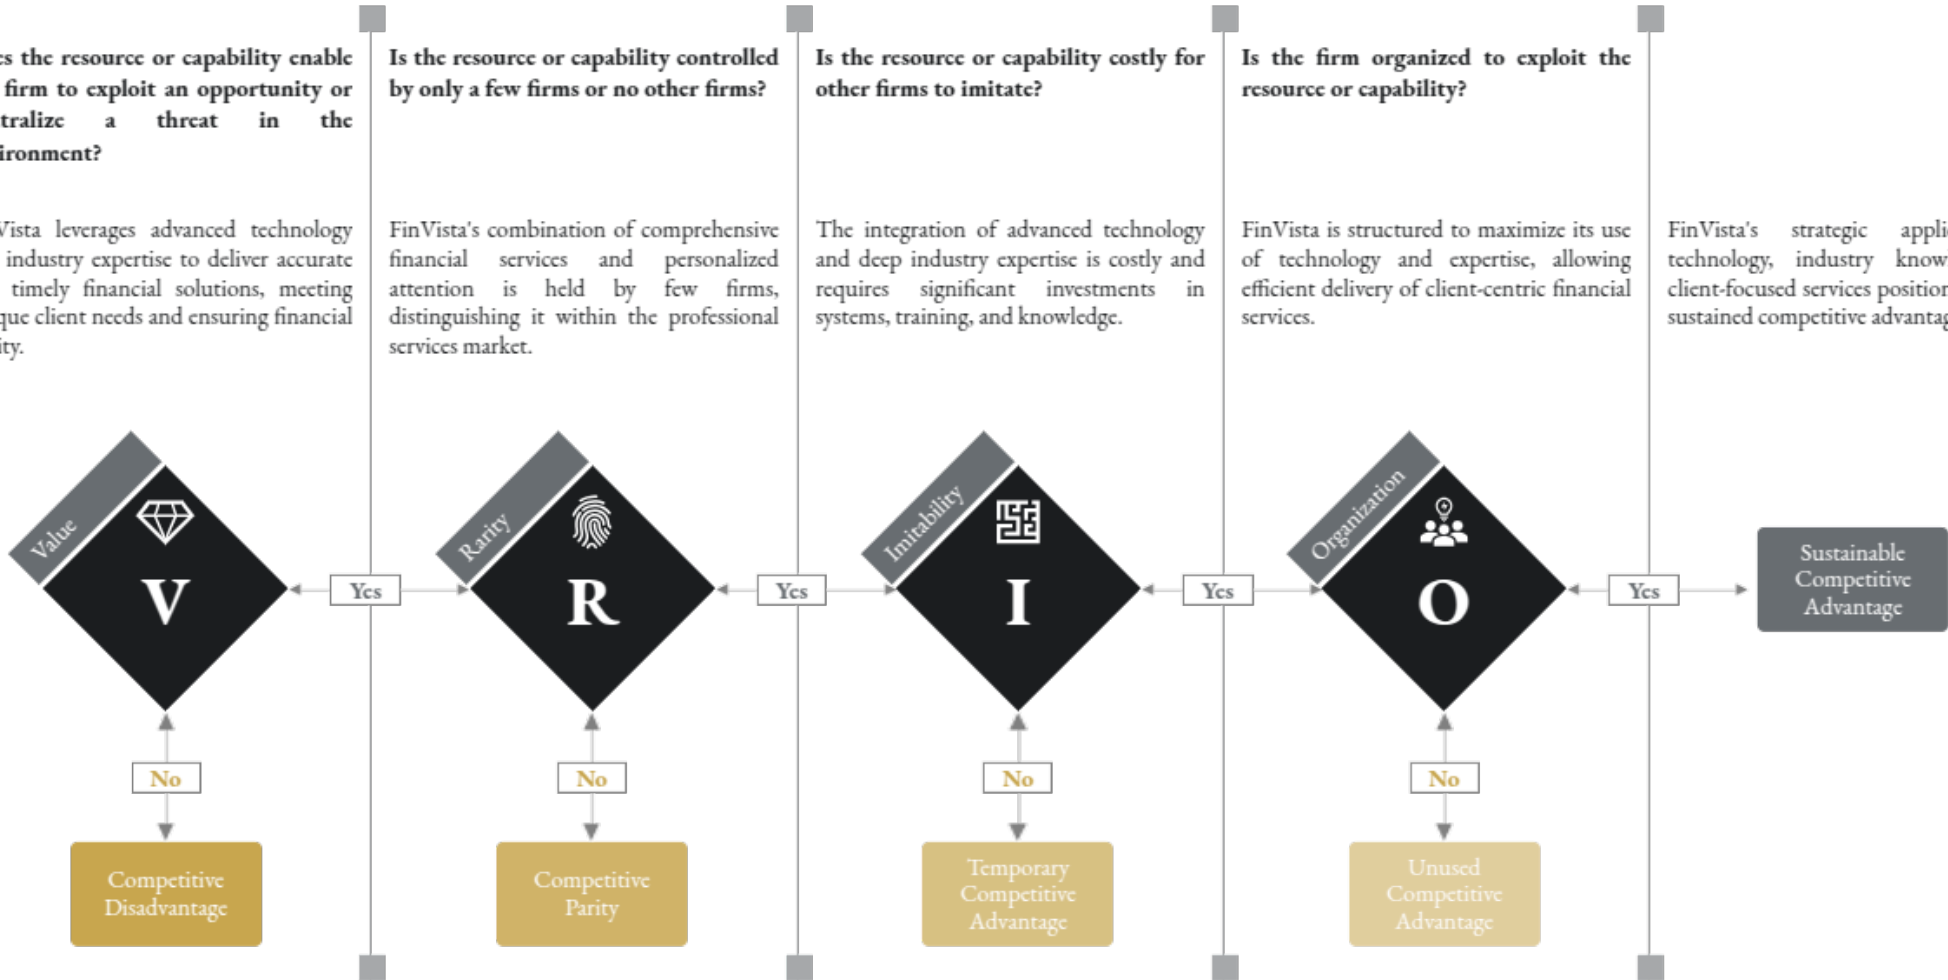 es the resource or capability enable
firm to exploit an opportunity or
tralize a threat in the
ironment?
Vista leverages advanced technology
industry expertise to deliver accurate
timely financial solutions, meeting
que client needs and ensuring financial
ity.
Value
V
Yes
No
Competitive
Disadvantage
Is the resource or capability controlled
by only a few firms or no other firms?
FinVista's combination of comprehensive
financial services and personalized
attention is held by few firms,
distinguishing it within the professional
services market.
Rarity
R
Yes
No
Competitive
Parity
Is the resource or capability costly for
other firms to imitate?
The integration of advanced technology
and deep industry expertise is costly and
requires significant investments in
systems, training, and knowledge.
Imitability
I
Yes
No
Temporary
Competitive
Advantage
Is the firm organized to exploit the
resource or capability?
FinVista is structured to maximize its use
of technology and expertise, allowing
efficient delivery of client-centric financial
services.
Organization
O
Yes
No
Unused
Competitive
Advantage
FinVista's strategic appli
technology, industry know
client-focused services position
sustained competitive advantag
Sustainable
Competitive
Advantage